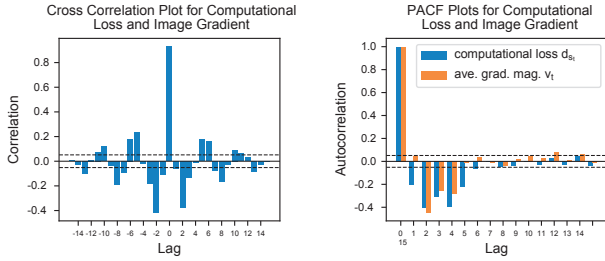 Cross Correlation Plot for Computational
Loss and Image Gradient
Correlation
0.8
0.6
0.4
0.2
0.0
-0.2
-0.4
-14 -12 -10 -8 -6 -4 -2 0 2 4 6 8 10 12 14
Lag
PACF Plots for Computational
Loss and Image Gradient
Autocorrelation
1.0
0.8
0.6
0.4
0.2
0.0
-0.2
-0.4
computational loss d_{s_t}
ave. grad. mag. v_t
0 1 2 3 4 5 6 7 8 9 10 11 12 13 14
15
Lag